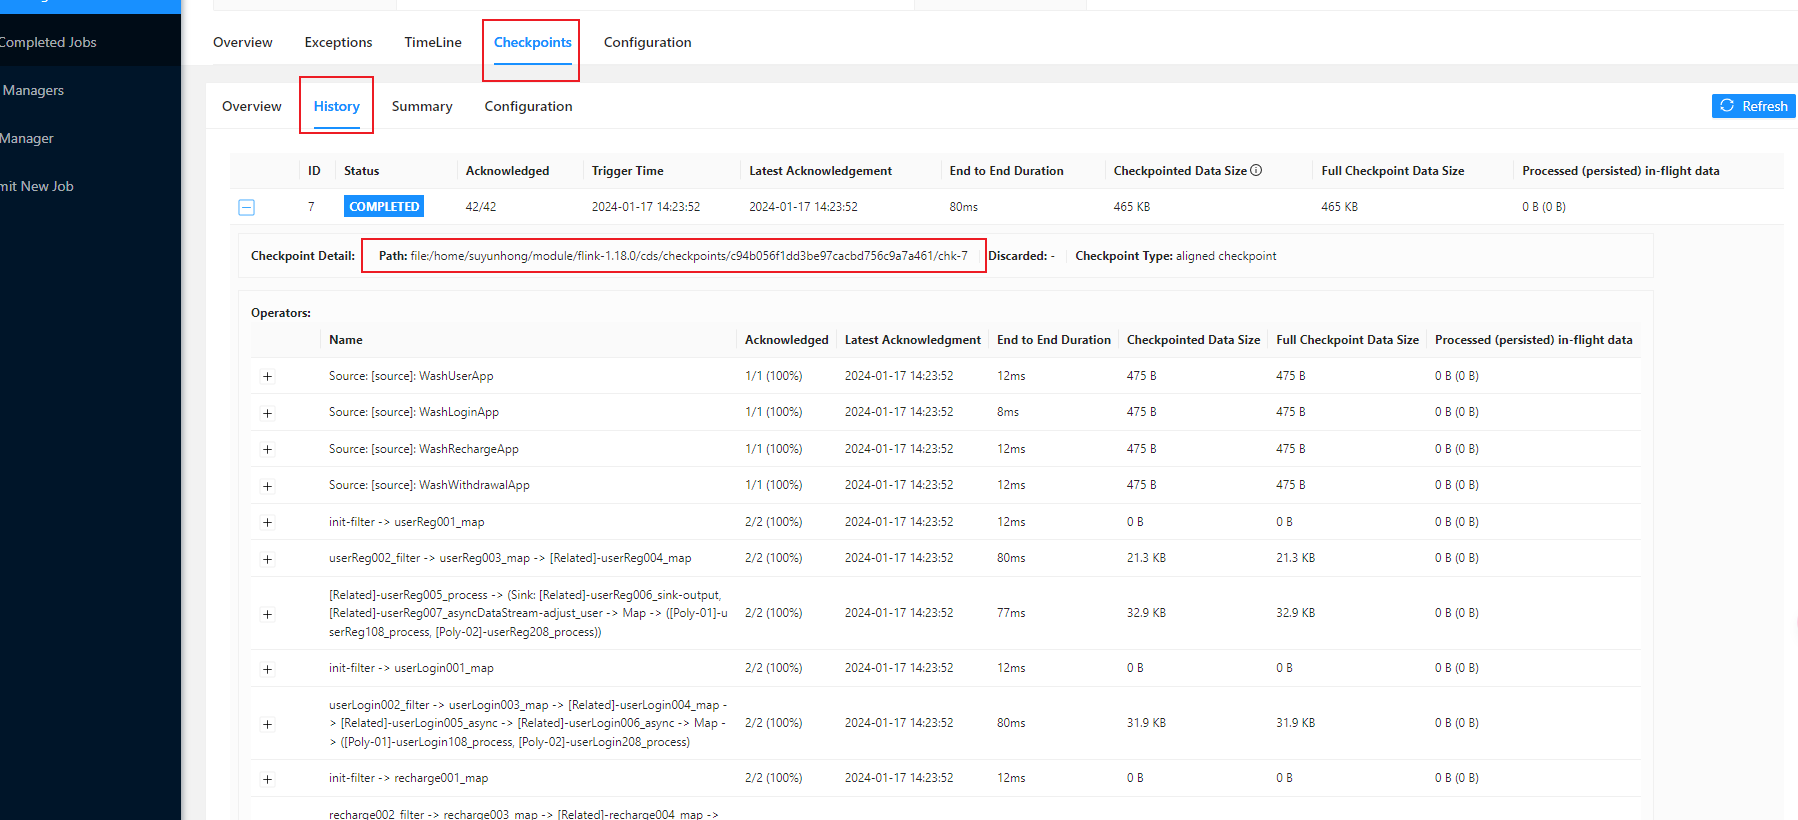 Completed Jobs
Managers
Manager
mit New Job
Overview Exceptions TimeLine Checkpoints Configuration
Overview History Summary Configuration Refresh
ID Status Acknowledged Trigger Time Latest Acknowledgement End to End Duration Checkpointed Data Size Full Checkpoint Data Size Processed (persisted) in-flight data
7 COMPLETED 42/42 2024-01-17 14:23:52 2024-01-17 14:23:52 80ms 465 KB 465 KB 0 B (0 B)
Checkpoint Detail: Path: file:/home/suyunhong/module/flink-1.18.0/cds/checkpoints/c94b056f1dd3be97cacbd756c9a7a461/chk-7 Discarded: - Checkpoint Type: aligned checkpoint
Operators:
Name Acknowledged Latest Acknowledgment End to End Duration Checkpointed Data Size Full Checkpoint Data Size Processed (persisted) in-flight data
Source: [source]: WashUserApp 1/1 (100%) 2024-01-17 14:23:52 12ms 475 B 475 B 0 B (0 B)
Source: [source]: WashLoginApp 1/1 (100%) 2024-01-17 14:23:52 8ms 475 B 475 B 0 B (0 B)
Source: [source]: WashRechargeApp 1/1 (100%) 2024-01-17 14:23:52 12ms 475 B 475 B 0 B (0 B)
Source: [source]: WashWithdrawalApp 1/1 (100%) 2024-01-17 14:23:52 12ms 475 B 475 B 0 B (0 B)
init-filter -> userReg001_map 2/2 (100%) 2024-01-17 14:23:52 12ms 0 B 0 B 0 B (0 B)
userReg002_filter -> userReg003_map -> [Related]-userReg004_map 2/2 (100%) 2024-01-17 14:23:52 80ms 21.3 KB 21.3 KB 0 B (0 B)
[Related]-userReg005_process -> (Sink: [Related]-userReg006_sink-output,
[Related]-userReg007_asyncDataStream-adjust_user -> Map -> ([Poly-01]-u 2/2 (100%) 2024-01-17 14:23:52 77ms 32.9 KB 32.9 KB 0 B (0 B)
serReg108_process, [Poly-02]-userReg208_process))
init-filter -> userLogin001_map 2/2 (100%) 2024-01-17 14:23:52 12ms 0 B 0 B 0 B (0 B)
userLogin002_filter -> userLogin003_map -> [Related]-userLogin004_map -
> [Related]-userLogin005_async -> [Related]-userLogin006_async -> Map - 2/2 (100%) 2024-01-17 14:23:52 80ms 31.9 KB 31.9 KB 0 B (0 B)
> ([Poly-01]-userLogin108_process, [Poly-02]-userLogin208_process)
init-filter -> recharge001_map 2/2 (100%) 2024-01-17 14:23:52 12ms 0 B 0 B 0 B (0 B)
recharge002_filter -> recharge003_map -> [Related]-recharge004_map ->